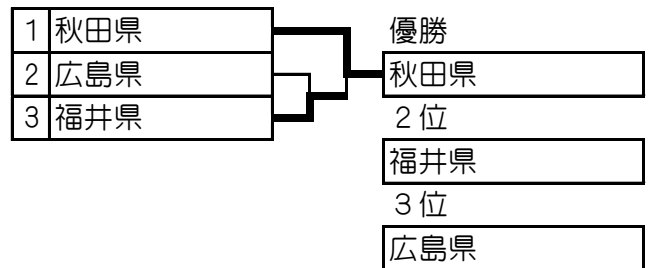 1 秋田県
2 広島県
3 福井県
優勝
秋田県
２位
福井県
３位
広島県